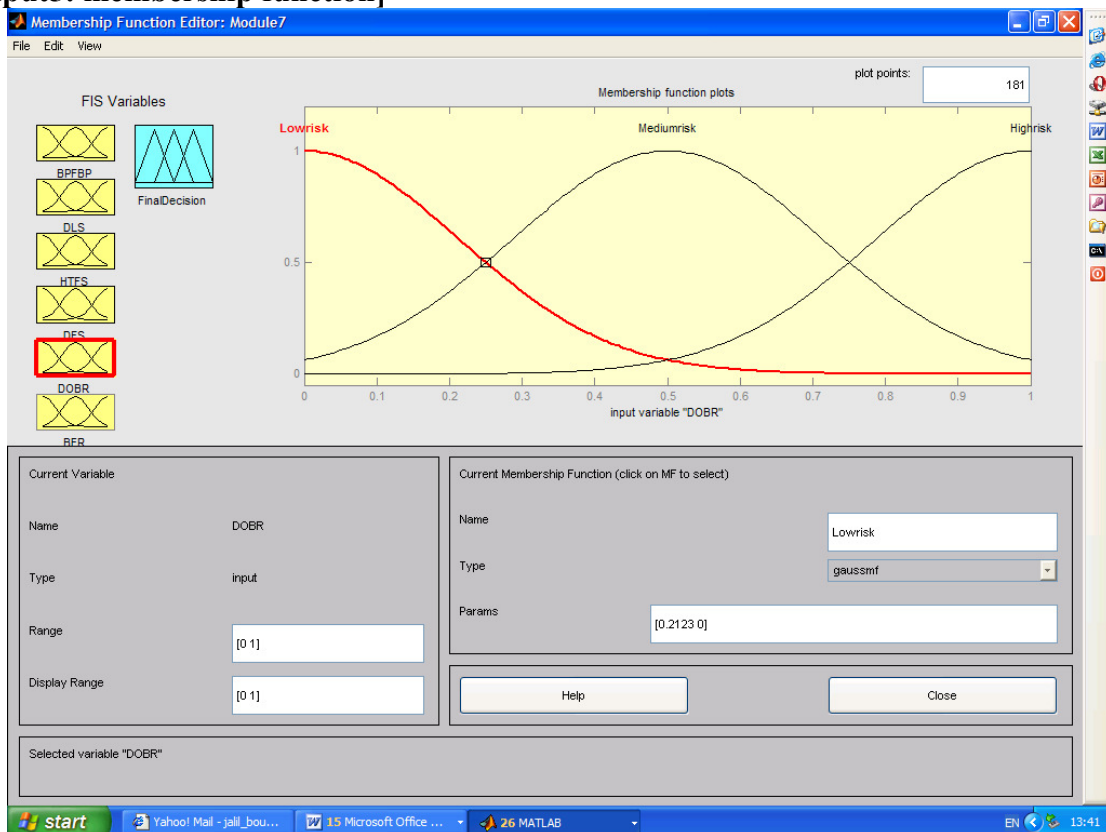 put5: membership function]
Membership Function Editor: Module7
File Edit View
plot points: 181
FIS Variables
Membership function plots
BPFBP
DLS
HTFS
DFS
DOBR
BFR
FinalDecision
Lowrisk Mediumrisk Highrisk
1
0.5
0
0 0.1 0.2 0.3 0.4 0.5 0.6 0.7 0.8 0.9 1
input variable "DOBR"
Current Variable
Name DOBR
Type input
Range [0 1]
Display Range [0 1]
Current Membership Function (click on MF to select)
Name Lowrisk
Type gaussmf
Params [0.2123 0]
Help Close
Selected variable "DOBR"
start Yahoo! Mail - jalil_bou... 15 Microsoft Office ... 26 MATLAB EN 13:41